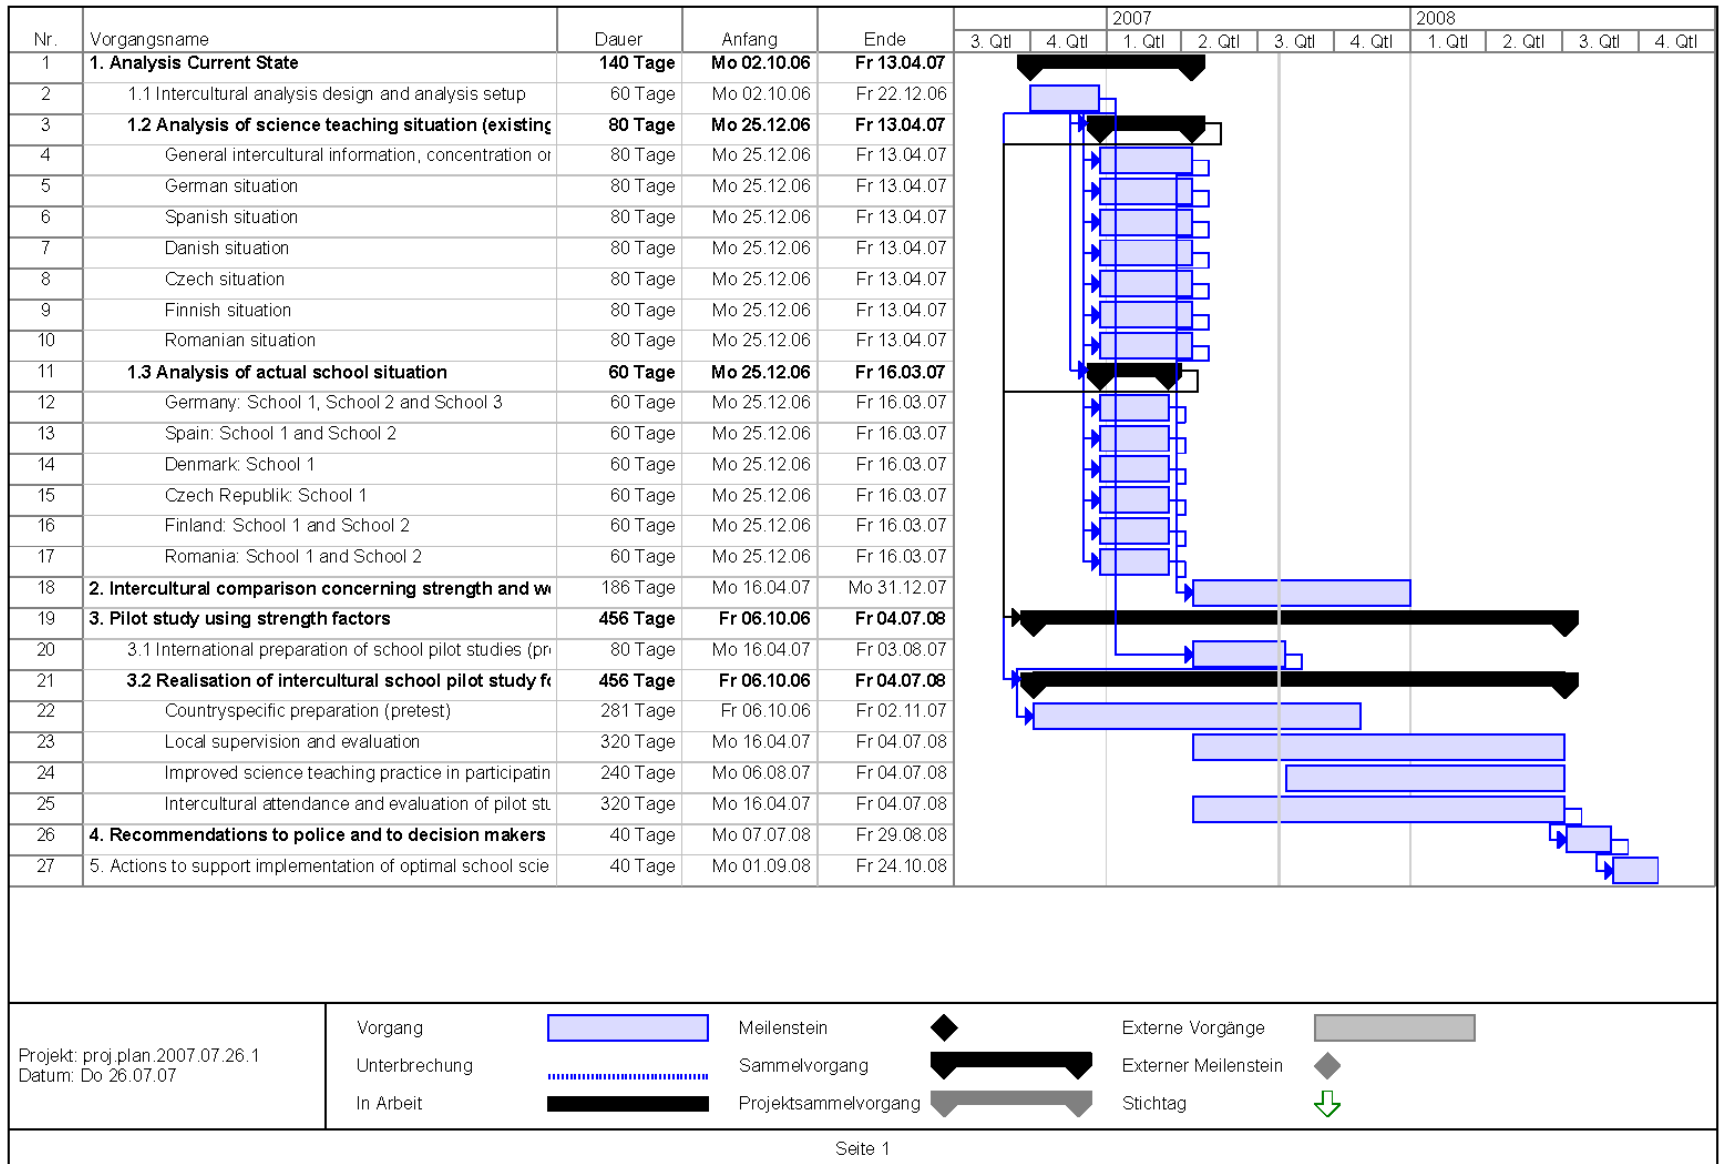 2007 2008
Nr. Vorgangsname Dauer Anfang Ende 3. Qtl 4. Qtl 1. Qtl 2. Qtl 3. Qtl 4. Qtl 1. Qtl 2. Qtl 3. Qtl 4. Qtl
1 1. Analysis Current State 140 Tage Mo 02.10.06 Fr 13.04.07
2 1.1 Intercultural analysis design and analysis setup 60 Tage Mo 02.10.06 Fr 22.12.06
3 1.2 Analysis of science teaching situation (existing 80 Tage Mo 25.12.06 Fr 13.04.07
4 General intercultural information, concentration or 80 Tage Mo 25.12.06 Fr 13.04.07
5 German situation 80 Tage Mo 25.12.06 Fr 13.04.07
6 Spanish situation 80 Tage Mo 25.12.06 Fr 13.04.07
7 Danish situation 80 Tage Mo 25.12.06 Fr 13.04.07
8 Czech situation 80 Tage Mo 25.12.06 Fr 13.04.07
9 Finnish situation 80 Tage Mo 25.12.06 Fr 13.04.07
10 Romanian situation 80 Tage Mo 25.12.06 Fr 13.04.07
11 1.3 Analysis of actual school situation 60 Tage Mo 25.12.06 Fr 16.03.07
12 Germany: School 1, School 2 and School 3 60 Tage Mo 25.12.06 Fr 16.03.07
13 Spain: School 1 and School 2 60 Tage Mo 25.12.06 Fr 16.03.07
14 Denmark: School 1 60 Tage Mo 25.12.06 Fr 16.03.07
15 Czech Republik: School 1 60 Tage Mo 25.12.06 Fr 16.03.07
16 Finland: School 1 and School 2 60 Tage Mo 25.12.06 Fr 16.03.07
17 Romania: School 1 and School 2 60 Tage Mo 25.12.06 Fr 16.03.07
18 2. Intercultural comparison concerning strength and we 186 Tage Mo 16.04.07 Mo 31.12.07
19 3. Pilot study using strength factors 456 Tage Fr 06.10.06 Fr 04.07.08
20 3.1 International preparation of school pilot studies (pr 80 Tage Mo 16.04.07 Fr 03.08.07
21 3.2 Realisation of intercultural school pilot study fo 456 Tage Fr 06.10.06 Fr 04.07.08
22 Countryspecific preparation (pretest) 281 Tage Fr 06.10.06 Fr 02.11.07
23 Local supervision and evaluation 320 Tage Mo 16.04.07 Fr 04.07.08
24 Improved science teaching practice in participatin 240 Tage Mo 06.08.07 Fr 04.07.08
25 Intercultural attendance and evaluation of pilot stu 320 Tage Mo 16.04.07 Fr 04.07.08
26 4. Recommendations to police and to decision makers 40 Tage Mo 07.07.08 Fr 29.08.08
27 5. Actions to support implementation of optimal school scie 40 Tage Mo 01.09.08 Fr 24.10.08
Projekt: proj.plan.2007.07.26.1
Datum: Do 26.07.07
Vorgang Meilenstein Externe Vorgänge
Unterbrechung Sammelvorgang Externer Meilenstein
In Arbeit Projektsammelvorgang Stichtag
Seite 1